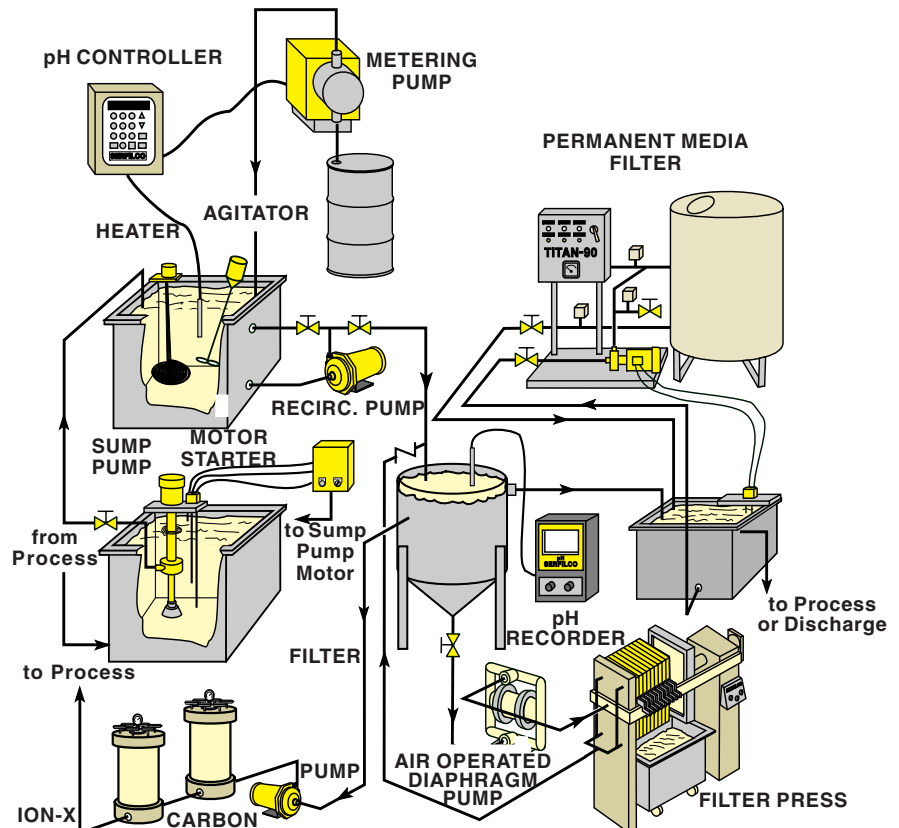 pH CONTROLLER
METERING
PUMP
PERMANENT MEDIA
FILTER
SERFILCO
AGITATOR
HEATER
TITAN-90
RECIRC. PUMP
SUMP
PUMP
MOTOR
STARTER
from
Process
to Sump
Pump
Motor
pH
SERFILCO
to Process
or Discharge
pH
RECORDER
FILTER
to Process
AIR OPERATED
DIAPHRAGM
PUMP
PUMP
FILTER PRESS
ION-X
CARBON